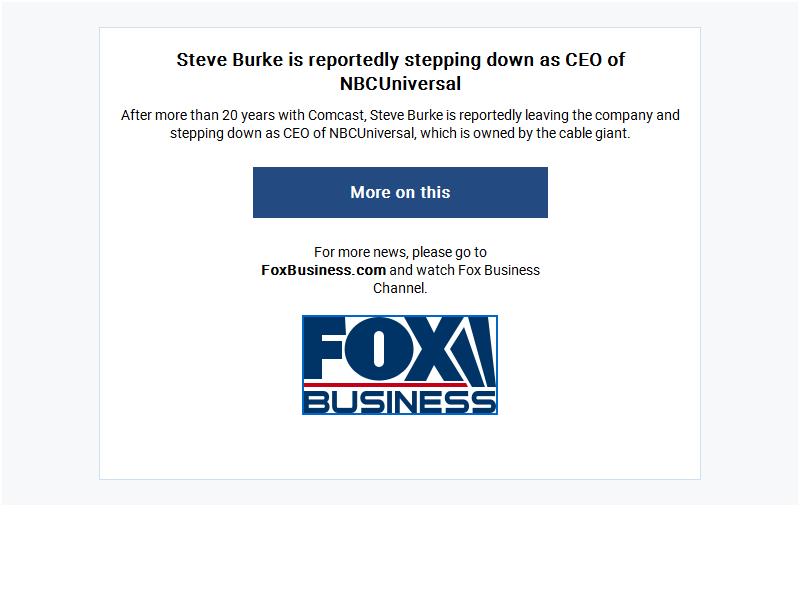 Steve Burke is reportedly stepping down as CEO of
NBCUniversal
After more than 20 years with Comcast, Steve Burke is reportedly leaving the company and
stepping down as CEO of NBCUniversal, which is owned by the cable giant.
More on this
For more news, please go to
FoxBusiness.com and watch Fox Business
Channel.
FOX
BUSINESS